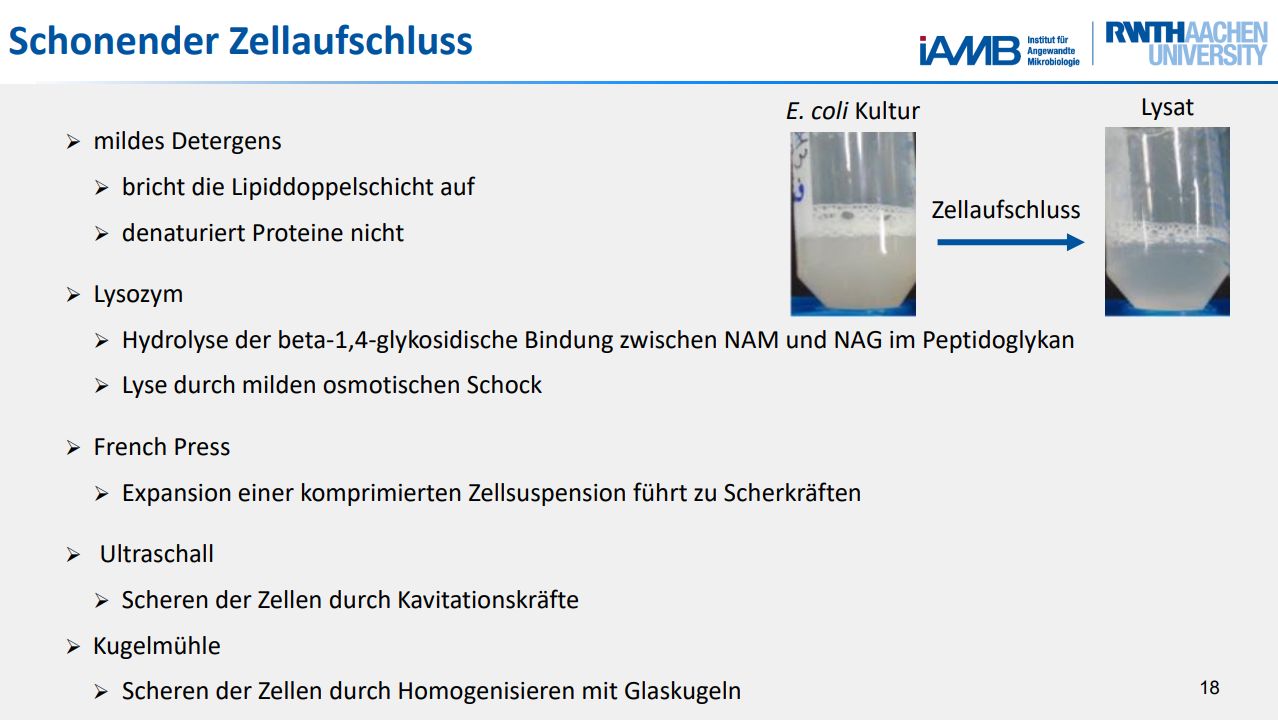 Schonender Zellaufschluss
iAMB Institut für
Angewandte
Mikrobiologie
RWTH AACHEN
UNIVERSITY
E. coli Kultur
Lysat
Zellaufschluss
➢ mildes Detergens
➢ bricht die Lipiddoppelschicht auf
➢ denaturiert Proteine nicht
➢ Lysozym
➢ Hydrolyse der beta-1,4-glykosidische Bindung zwischen NAM und NAG im Peptidoglykan
➢ Lyse durch milden osmotischen Schock
➢ French Press
➢ Expansion einer komprimierten Zellsuspension führt zu Scherkräften
➢ Ultraschall
➢ Scheren der Zellen durch Kavitationskräfte
➢ Kugelmühle
➢ Scheren der Zellen durch Homogenisieren mit Glaskugeln
18